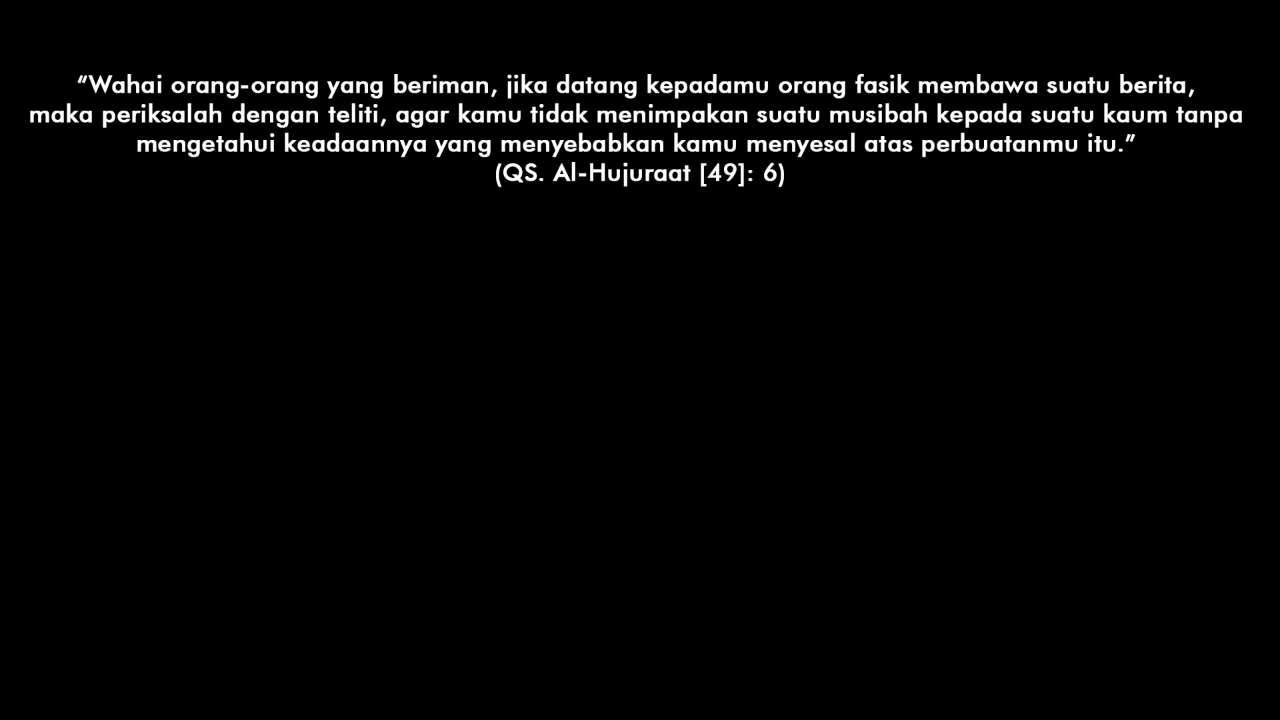 “Wahai orang-orang yang beriman, jika datang kepadamu orang fasik membawa suatu berita,
maka periksalah dengan teliti, agar kamu tidak menimpakan suatu musibah kepada suatu kaum tanpa
mengetahui keadaannya yang menyebabkan kamu menyesal atas perbuatanmu itu.”
(QS. Al-Hujuraat [49]: 6)